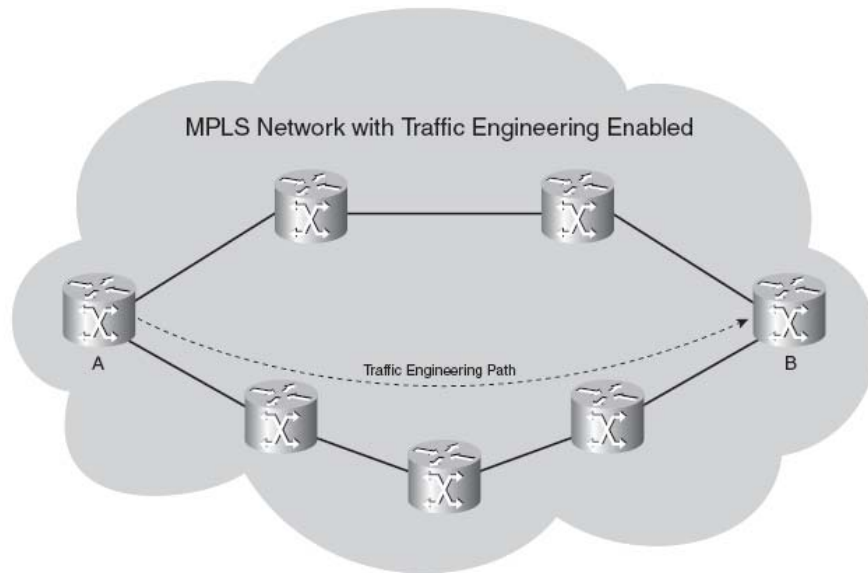 MPLS Network with Traffic Engineering Enabled
A
Traffic Engineering Path
B